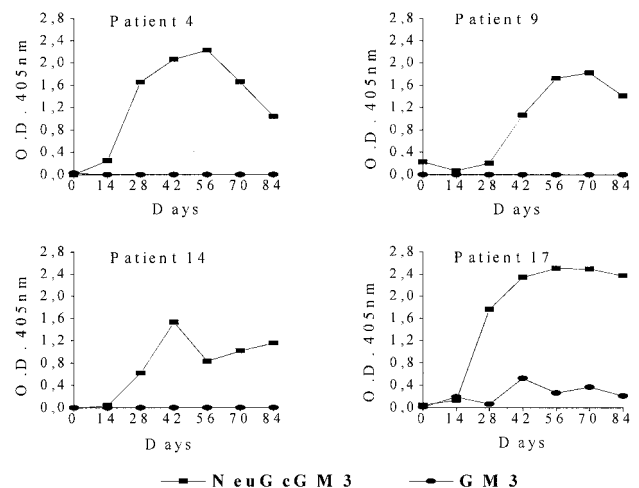 Patient 4
O.D. 405nm
2,8
2,4
2,0
1,6
1,2
0,8
0,4
0,0
0 14 28 42 56 70 84
Days
Patient 9
O.D. 405nm
2,8
2,4
2,0
1,6
1,2
0,8
0,4
0,0
0 14 28 42 56 70 84
Days
Patient 14
O.D. 405nm
2,8
2,4
2,0
1,6
1,2
0,8
0,4
0,0
0 14 28 42 56 70 84
Days
Patient 17
O.D. 405nm
2,8
2,4
2,0
1,6
1,2
0,8
0,4
0,0
0 14 28 42 56 70 84
Days
NeuGcGM3 GM3